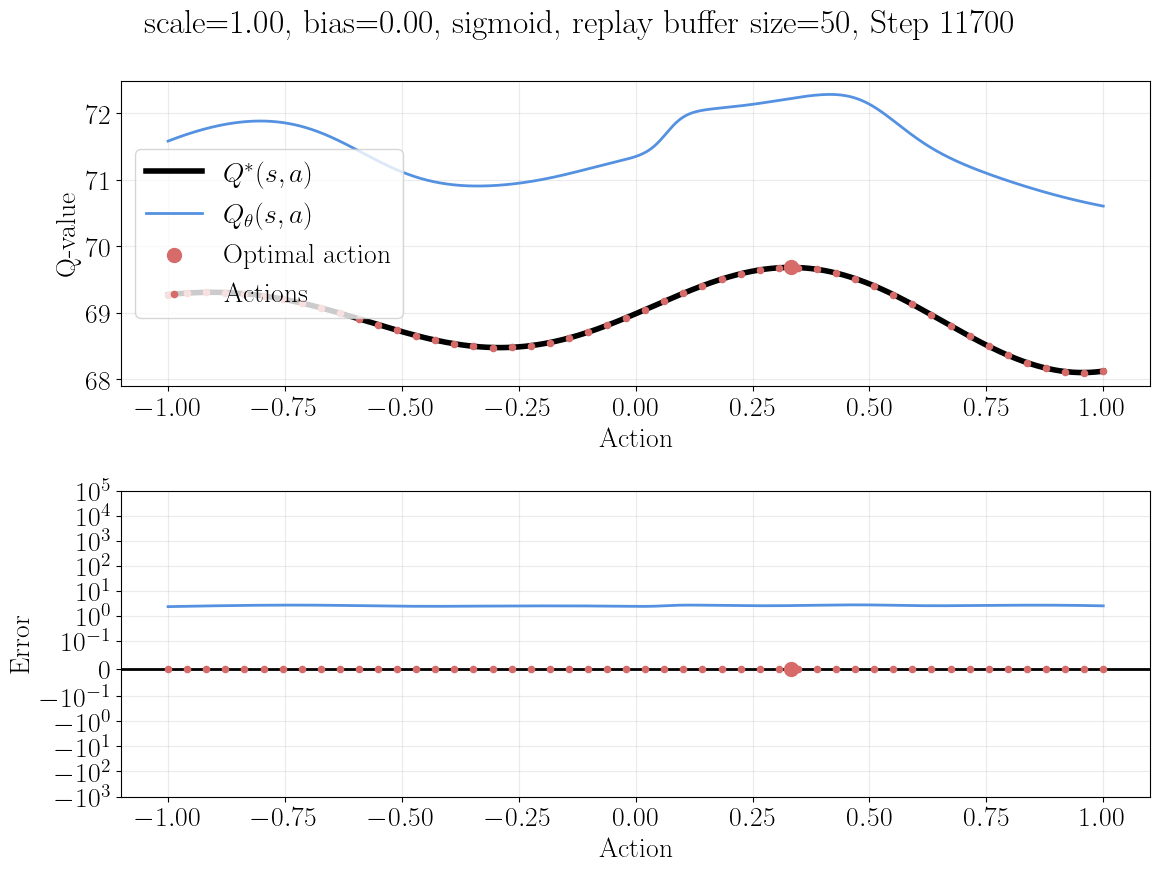 scale=1.00, bias=0.00, sigmoid, replay buffer size=50, Step 11700
Q-value
72
71
70
69
68
Q*(s, a)
Q_θ(s, a)
Optimal action
Actions
−1.00 −0.75 −0.50 −0.25 0.00 0.25 0.50 0.75 1.00
Action
Error
10^5
10^4
10^3
10^2
10^1
10^0
10^−1
0
−10^−1
−10^0
−10^1
−10^2
−10^3
−1.00 −0.75 −0.50 −0.25 0.00 0.25 0.50 0.75 1.00
Action